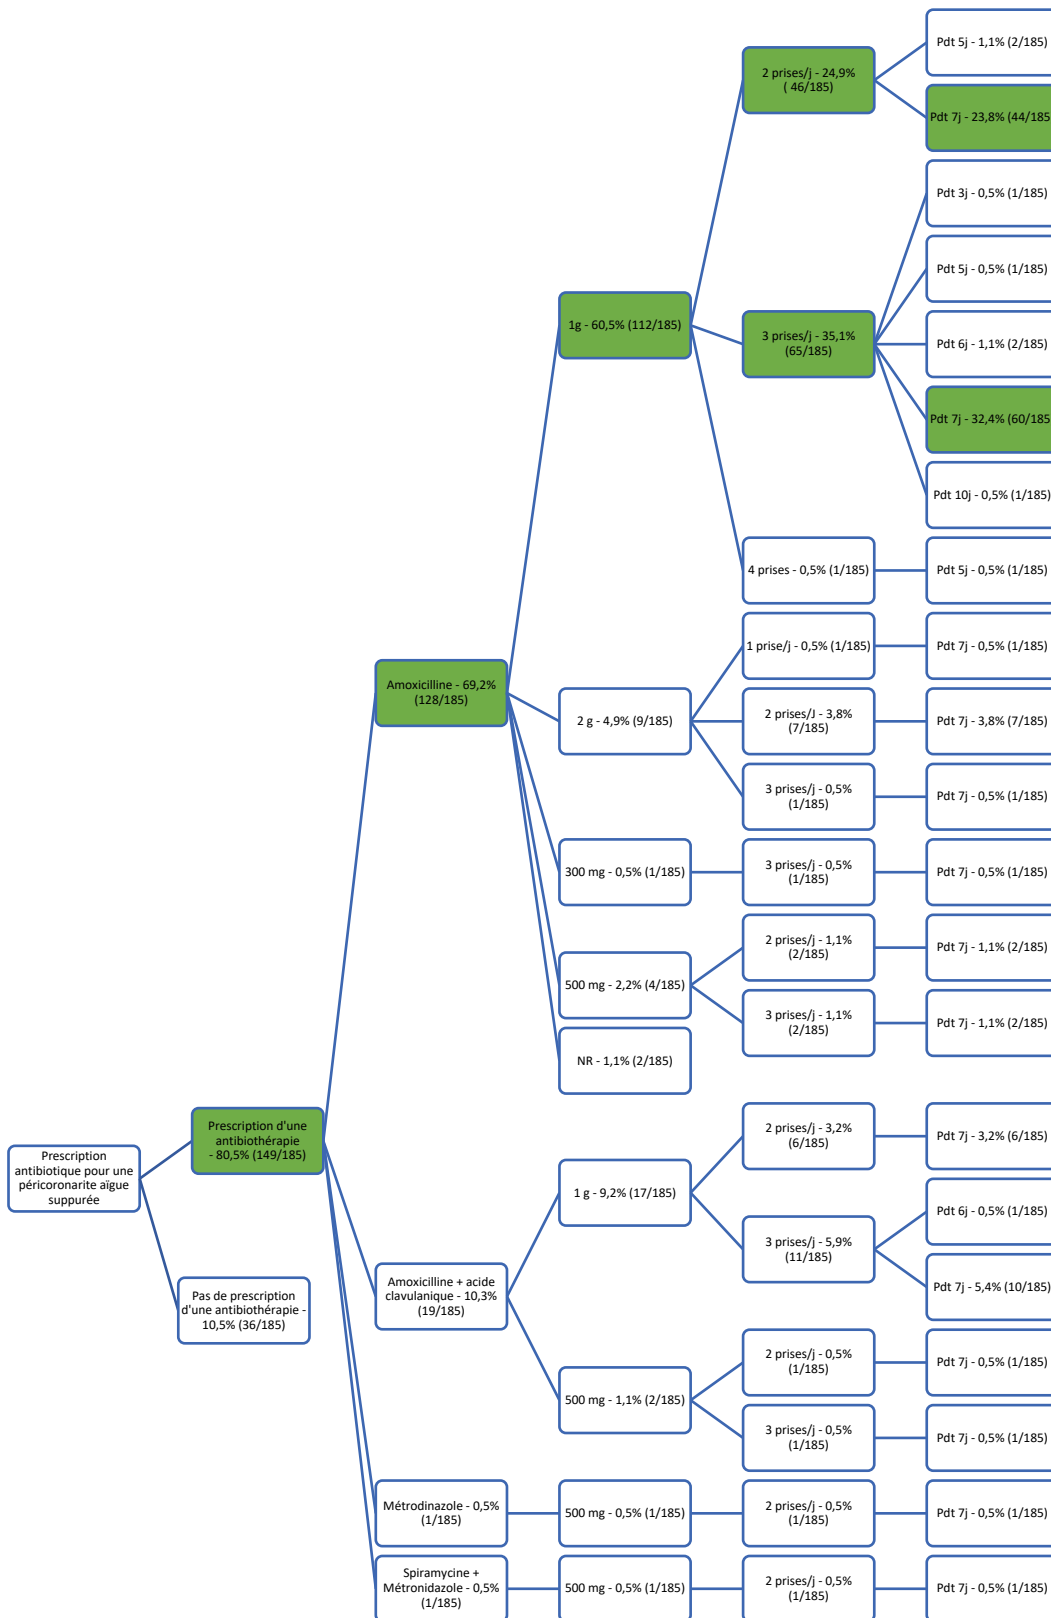 Prescription
antibiotique pour une
péricoronarite aïgue
suppurée
Prescription d'une
antibiothérapie
- 80,5% (149/185)
Pas de prescription
d'une antibiothérapie -
10,5% (36/185)
Amoxicilline - 69,2%
(128/185)
1g - 60,5% (112/185)
2 prises/j - 24,9%
( 46/185)
Pdt 5j - 1,1% (2/185)
Pdt 7j - 23,8% (44/185
3 prises/j - 35,1%
(65/185)
Pdt 3j - 0,5% (1/185)
Pdt 5j - 0,5% (1/185)
Pdt 6j - 1,1% (2/185)
Pdt 7j - 32,4% (60/185
Pdt 10j - 0,5% (1/185)
4 prises - 0,5% (1/185)
Pdt 5j - 0,5% (1/185)
2 g - 4,9% (9/185)
1 prise/j - 0,5% (1/185)
Pdt 7j - 0,5% (1/185)
2 prises/J - 3,8%
(7/185)
Pdt 7j - 3,8% (7/185)
3 prises/j - 0,5%
(1/185)
Pdt 7j - 0,5% (1/185)
300 mg - 0,5% (1/185)
3 prises/j - 0,5%
(1/185)
Pdt 7j - 0,5% (1/185)
500 mg - 2,2% (4/185)
2 prises/j - 1,1%
(2/185)
Pdt 7j - 1,1% (2/185)
3 prises/j - 1,1%
(2/185)
Pdt 7j - 1,1% (2/185)
NR - 1,1% (2/185)
Amoxicilline + acide
clavulanique - 10,3%
(19/185)
1 g - 9,2% (17/185)
2 prises/j - 3,2%
(6/185)
Pdt 7j - 3,2% (6/185)
3 prises/j - 5,9%
(11/185)
Pdt 6j - 0,5% (1/185)
Pdt 7j - 5,4% (10/185)
500 mg - 1,1% (2/185)
2 prises/j - 0,5%
(1/185)
Pdt 7j - 0,5% (1/185)
3 prises/j - 0,5%
(1/185)
Pdt 7j - 0,5% (1/185)
Métrodinazole - 0,5%
(1/185)
500 mg - 0,5% (1/185)
2 prises/j - 0,5%
(1/185)
Pdt 7j - 0,5% (1/185)
Spiramycine +
Métronidazole - 0,5%
(1/185)
500 mg - 0,5% (1/185)
2 prises/j - 0,5%
(1/185)
Pdt 7j - 0,5% (1/185)